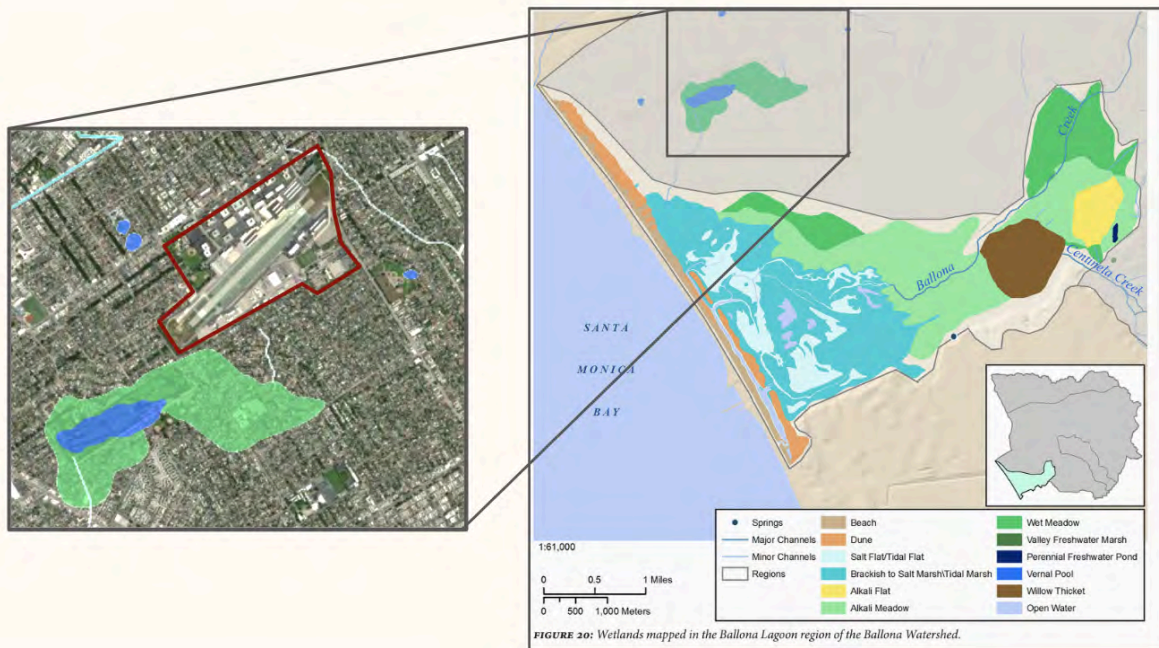 Creek
Ballona
Centinela Creek
SANTA
MONICA
BAY
Springs
Major Channels
Minor Channels
Regions
Beach
Dune
Salt Flat/Tidal Flat
Brackish to Salt Marsh\Tidal Marsh
Alkali Flat
Alkali Meadow
Wet Meadow
Valley Freshwater Marsh
Perennial Freshwater Pond
Vernal Pool
Willow Thicket
Open Water
1:61,000
0 0.5 1 Miles
0 500 1,000 Meters
FIGURE 20: Wetlands mapped in the Ballona Lagoon region of the Ballona Watershed.